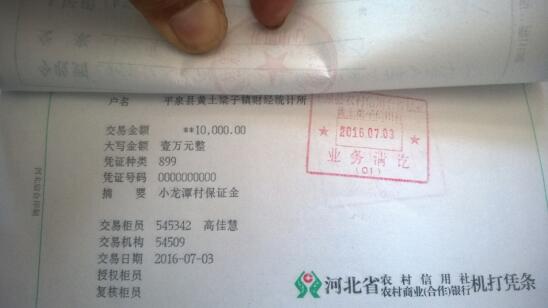 户名 平泉县黄土梁子镇财经统计所
交易金额 **10,000.00
大写金额 壹万元整
凭证种类 899
凭证号码 0000000000
摘要 小龙潭村保证金
交易柜员 545342 高佳慧
交易机构 54509
交易日期 2016-07-03
授权柜员
复核柜员
2016.07.03
业务清讫
(01)
河北省农村信用社农村商业(合作)银行机打凭条